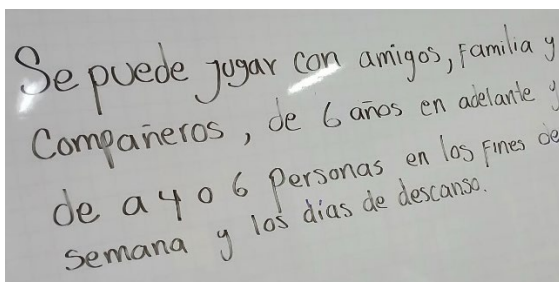 Se puede jugar con amigos, familia y
Compañeros, de 6 años en adelante y
de a 4 o 6 personas en los fines de
semana y los días de descanso.